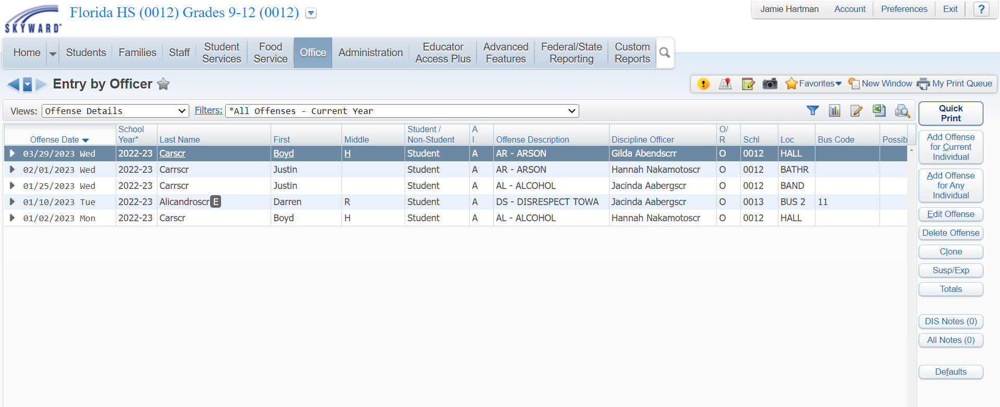 SKYWARD
Florida HS (0012) Grades 9-12 (0012)
Jamie Hartman Account Preferences Exit ?
Home Students Families Staff Student Services Food Service Office Administration Educator Access Plus Advanced Features Federal/State Reporting Custom Reports
Entry by Officer
Favorites New Window My Print Queue
Views: Offense Details Filters: *All Offenses - Current Year
Offense Date School Year* Last Name First Middle Student / Non-Student A I Offense Description Discipline Officer O/ R Schl Loc Bus Code Possib
03/29/2023 Wed 2022-23 Carscr Boyd H Student A AR - ARSON Gilda Abendscrr O 0012 HALL
02/01/2023 Wed 2022-23 Carrscr Justin Student A AR - ARSON Hannah Nakamotoscr O 0012 BATHR
01/25/2023 Wed 2022-23 Carrscr Justin Student A AL - ALCOHOL Jacinda Aabergscr O 0012 BAND
01/10/2023 Tue 2022-23 Alicandroscr E Darren R Student A DS - DISRESPECT TOWA Jacinda Aabergscr O 0013 BUS 2 11
01/02/2023 Mon 2022-23 Carscr Boyd H Student A AL - ALCOHOL Hannah Nakamotoscr O 0012 HALL
Quick
Print
Add Offense
for Current
Individual
Add Offense
for Any
Individual
Edit Offense
Delete Offense
Clone
Susp/Exp
Totals
DIS Notes (0)
All Notes (0)
Defaults